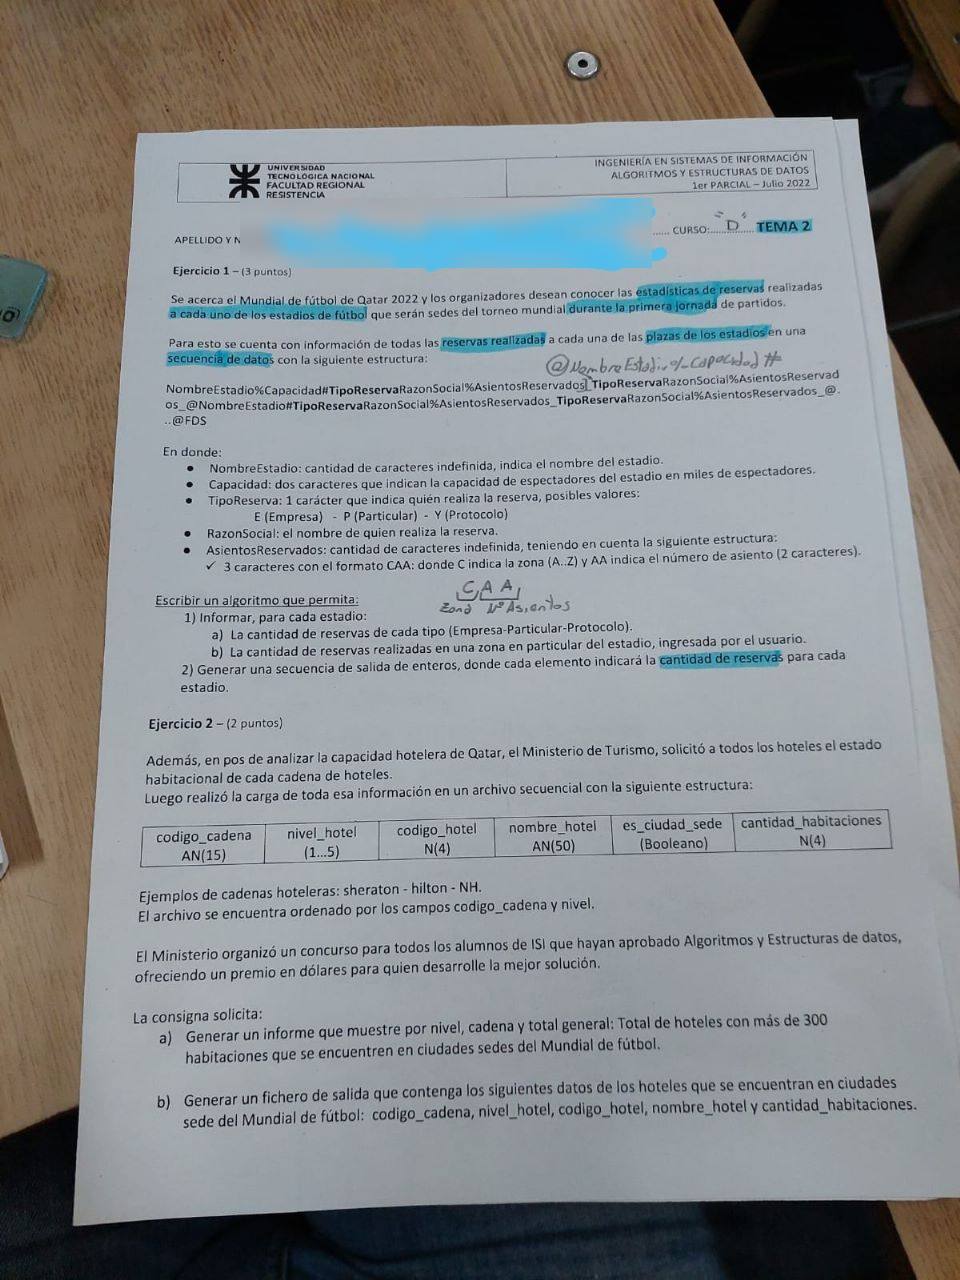 UNIVERSIDAD
TECNOLÓGICA NACIONAL
FACULTAD REGIONAL
RESISTENCIA
INGENIERÍA EN SISTEMAS DE INFORMACIÓN
ALGORITMOS Y ESTRUCTURAS DE DATOS
1er PARCIAL – Julio 2022
APELLIDO Y N ...... CURSO:....."D"..... TEMA 2
Ejercicio 1 – (3 puntos)
Se acerca el Mundial de fútbol de Qatar 2022 y los organizadores desean conocer las estadísticas de reservas realizadas
a cada uno de los estadios de fútbol que serán sedes del torneo mundial durante la primera jornada de partidos.
Para esto se cuenta con información de todas las reservas realizadas a cada una de las plazas de los estadios en una
secuencia de datos con la siguiente estructura:
@NombreEstadio%Capacidad#
NombreEstadio%Capacidad#TipoReservaRazonSocial%AsientosReservados_TipoReservaRazonSocial%AsientosReservad
os_@NombreEstadio#TipoReservaRazonSocial%AsientosReservados_TipoReservaRazonSocial%AsientosReservados_@.
..@FDS
En donde:
• NombreEstadio: cantidad de caracteres indefinida, indica el nombre del estadio.
• Capacidad: dos caracteres que indican la capacidad de espectadores del estadio en miles de espectadores.
• TipoReserva: 1 carácter que indica quién realiza la reserva, posibles valores:
E (Empresa) - P (Particular) - Y (Protocolo)
• RazonSocial: el nombre de quien realiza la reserva.
• AsientosReservados: cantidad de caracteres indefinida, teniendo en cuenta la siguiente estructura:
✓ 3 caracteres con el formato CAA: donde C indica la zona (A..Z) y AA indica el número de asiento (2 caracteres).
CAA
Zona Nº Asientos
Escribir un algoritmo que permita:
1) Informar, para cada estadio:
a) La cantidad de reservas de cada tipo (Empresa-Particular-Protocolo).
b) La cantidad de reservas realizadas en una zona en particular del estadio, ingresada por el usuario.
2) Generar una secuencia de salida de enteros, donde cada elemento indicará la cantidad de reservas para cada
estadio.
Ejercicio 2 – (2 puntos)
Además, en pos de analizar la capacidad hotelera de Qatar, el Ministerio de Turismo, solicitó a todos los hoteles el estado
habitacional de cada cadena de hoteles.
Luego realizó la carga de toda esa información en un archivo secuencial con la siguiente estructura:
codigo_cadena nivel_hotel codigo_hotel nombre_hotel es_ciudad_sede cantidad_habitaciones
AN(15) (1...5) N(4) AN(50) (Booleano) N(4)
Ejemplos de cadenas hoteleras: sheraton - hilton - NH.
El archivo se encuentra ordenado por los campos codigo_cadena y nivel.
El Ministerio organizó un concurso para todos los alumnos de ISI que hayan aprobado Algoritmos y Estructuras de datos,
ofreciendo un premio en dólares para quien desarrolle la mejor solución.
La consigna solicita:
a) Generar un informe que muestre por nivel, cadena y total general: Total de hoteles con más de 300
habitaciones que se encuentren en ciudades sedes del Mundial de fútbol.
b) Generar un fichero de salida que contenga los siguientes datos de los hoteles que se encuentran en ciudades
sede del Mundial de fútbol: codigo_cadena, nivel_hotel, codigo_hotel, nombre_hotel y cantidad_habitaciones.